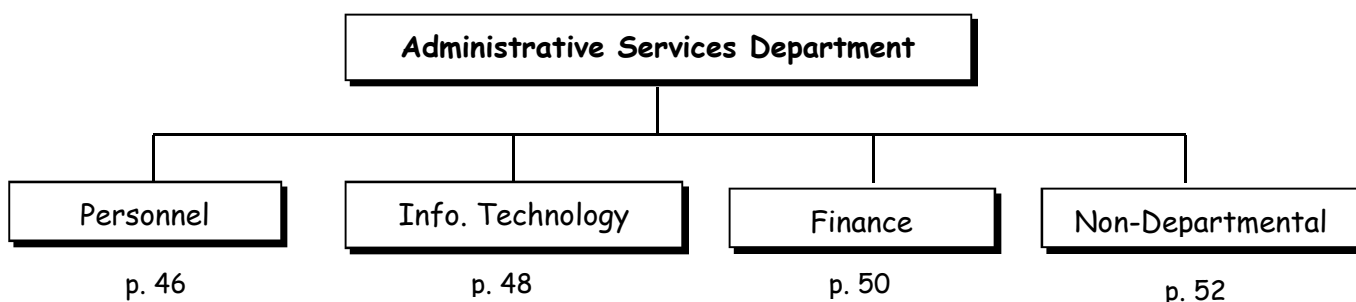 Administrative Services Department
Personnel
Info. Technology
Finance
Non-Departmental
p. 46
p. 48
p. 50
p. 52